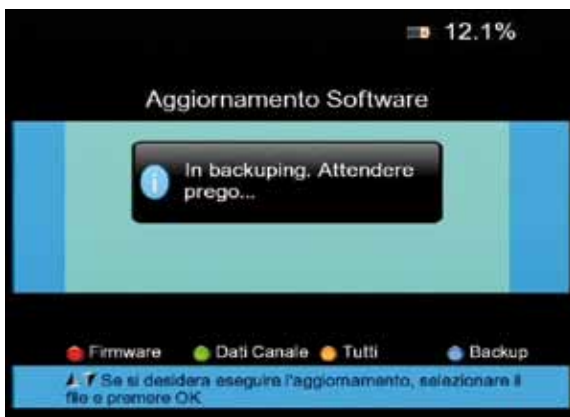 12.1%
Aggiornamento Software
In backuping. Attendere
prego...
Firmware Dati Canale Tutti Backup
Se si desidera eseguire l'aggiornamento, selezionare il
file e premere OK